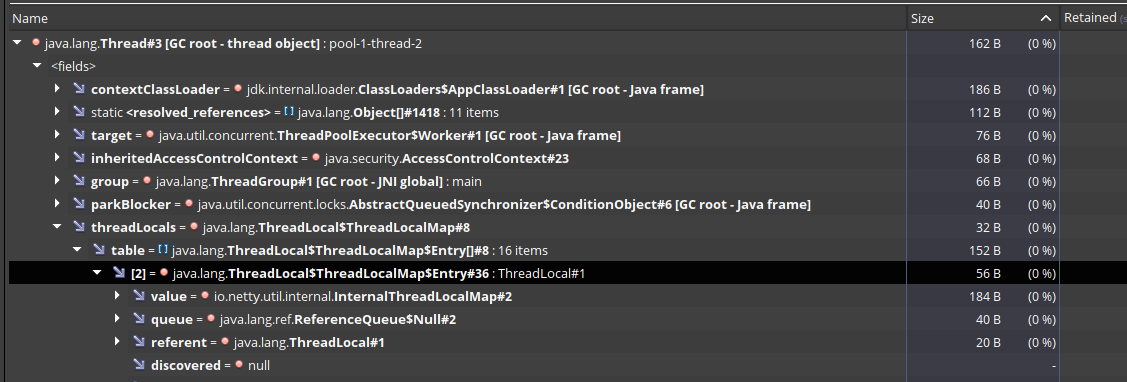 Name Size Retained (s
java.lang.Thread#3 [GC root - thread object] : pool-1-thread-2 162 B (0 %)
<fields>
contextClassLoader = jdk.internal.loader.ClassLoaders$AppClassLoader#1 [GC root - Java frame] 186 B (0 %)
static <resolved_references> = [] java.lang.Object[]#1418 : 11 items 112 B (0 %)
target = java.util.concurrent.ThreadPoolExecutor$Worker#1 [GC root - Java frame] 76 B (0 %)
inheritedAccessControlContext = java.security.AccessControlContext#23 68 B (0 %)
group = java.lang.ThreadGroup#1 [GC root - JNI global] : main 66 B (0 %)
parkBlocker = java.util.concurrent.locks.AbstractQueuedSynchronizer$ConditionObject#6 [GC root - Java frame] 40 B (0 %)
threadLocals = java.lang.ThreadLocal$ThreadLocalMap#8 32 B (0 %)
table = [] java.lang.ThreadLocal$ThreadLocalMap$Entry[]#8 : 16 items 152 B (0 %)
[2] = java.lang.ThreadLocal$ThreadLocalMap$Entry#36 : ThreadLocal#1 56 B (0 %)
value = io.netty.util.internal.InternalThreadLocalMap#2 184 B (0 %)
queue = java.lang.ref.ReferenceQueue$Null#2 40 B (0 %)
referent = java.lang.ThreadLocal#1 20 B (0 %)
discovered = null -